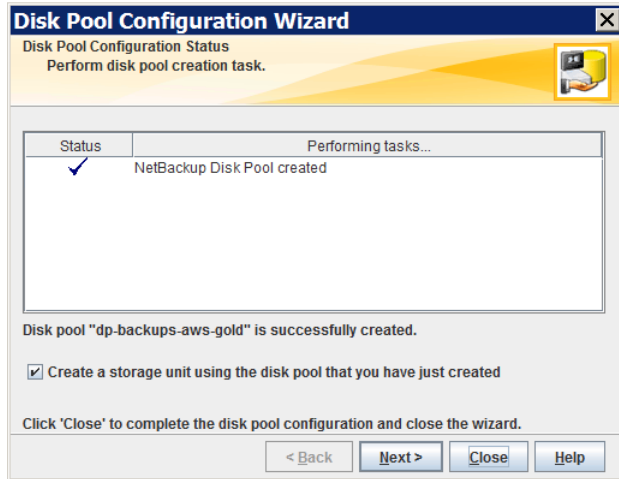 Disk Pool Configuration Wizard
Disk Pool Configuration Status
Perform disk pool creation task.
Status Performing tasks...
NetBackup Disk Pool created
Disk pool "dp-backups-aws-gold" is successfully created.
Create a storage unit using the disk pool that you have just created
Click 'Close' to complete the disk pool configuration and close the wizard.
< Back Next > Close Help